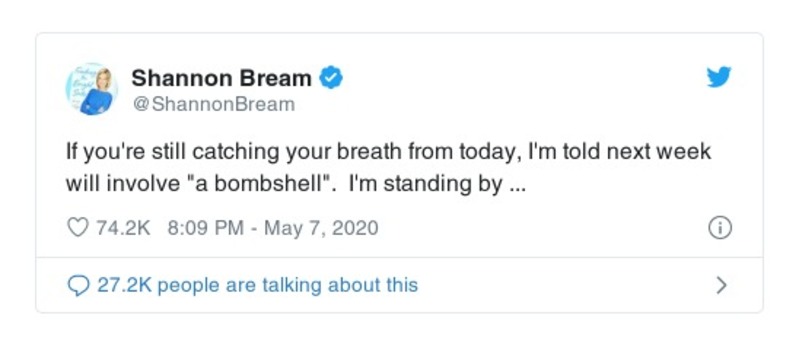 Shannon Bream
@ShannonBream
If you're still catching your breath from today, I'm told next week
will involve "a bombshell".  I'm standing by ...
74.2K 8:09 PM - May 7, 2020
27.2K people are talking about this